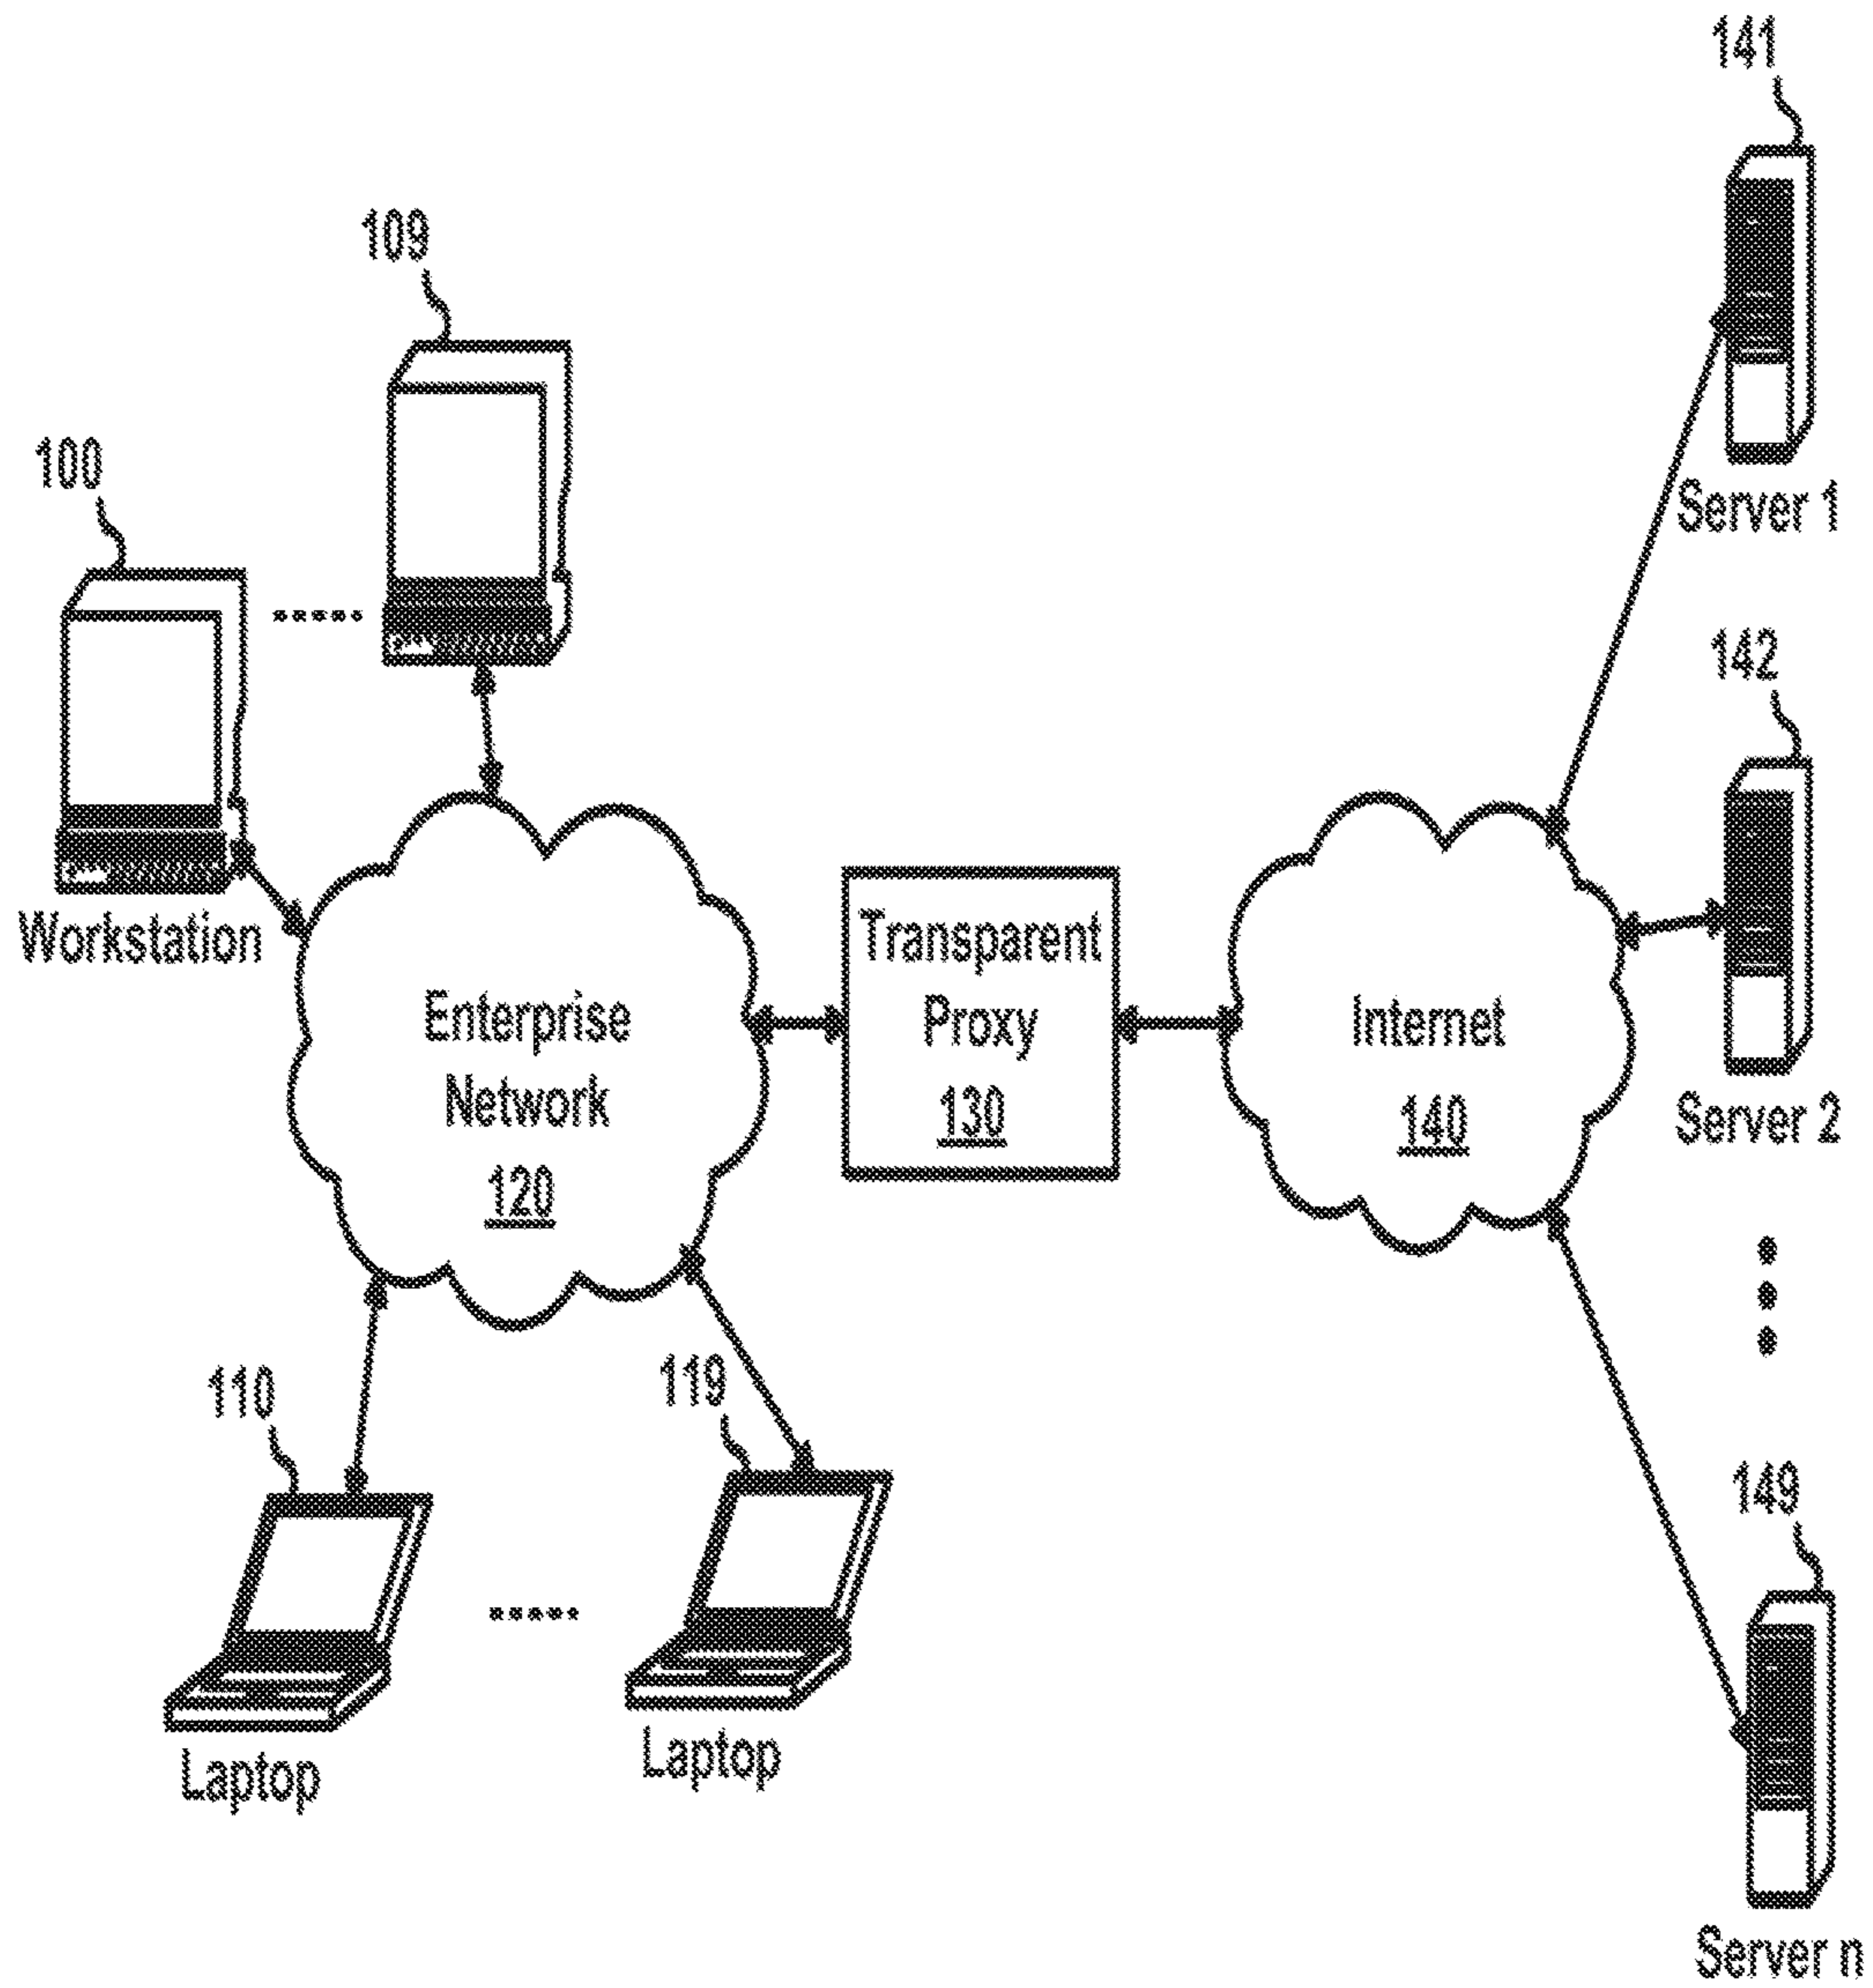 141
109
100
142
Server 1
Workstation
Transparent
Proxy
130
Enterprise
Network
120
Internet
140
Server 2
110
119
149
Laptop
Laptop
Server n